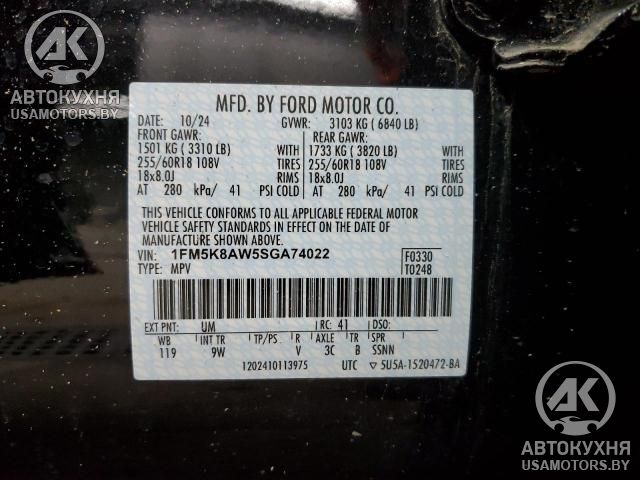 АК
АВТОКУХНЯ
USAMOTORS.BY
MFD. BY FORD MOTOR CO.
DATE: 10/24 GVWR: 3103 KG ( 6840 LB)
FRONT GAWR: REAR GAWR:
1501 KG ( 3310 LB) WITH 1733 KG ( 3820 LB) WITH
255/60R18 108V TIRES 255/60R18 108V TIRES
18x8.0J RIMS 18x8.0J RIMS
AT 280 kPa/ 41 PSI COLD AT 280 kPa/ 41 PSI COLD
THIS VEHICLE CONFORMS TO ALL APPLICABLE FEDERAL MOTOR
VEHICLE SAFETY STANDARDS IN EFFECT ON THE DATE OF
MANUFACTURE SHOWN ABOVE.
VIN: 1FM5K8AW5SGA74022 F0330
TYPE: MPV T0248
EXT PNT: UM RC: 41 DSO:
WB INT TR TP/PS R AXLE TR SPR
119 9W V 3C B SSNN
1202410113975 UTC ▽ 5U5A-1520472-BA
АК
АВТОКУХНЯ
USAMOTORS.BY